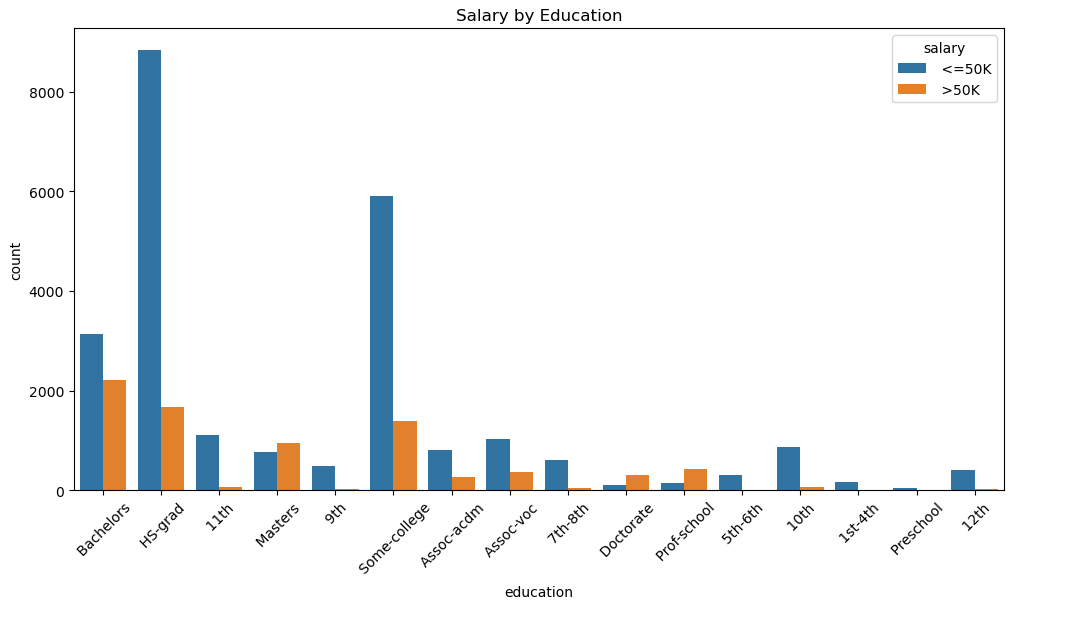 Salary by Education
salary
<=50K
>50K
8000
6000
4000
2000
0
count
Bachelors
HS-grad
11th
Masters
9th
Some-college
Assoc-acdm
Assoc-voc
7th-8th
Doctorate
Prof-school
5th-6th
10th
1st-4th
Preschool
12th
education